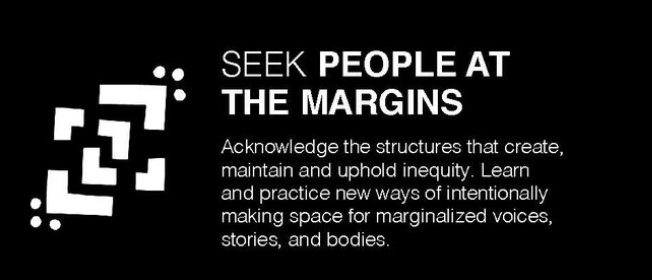 SEEK PEOPLE AT
THE MARGINS
Acknowledge the structures that create,
maintain and uphold inequity. Learn
and practice new ways of intentionally
making space for marginalized voices,
stories, and bodies.